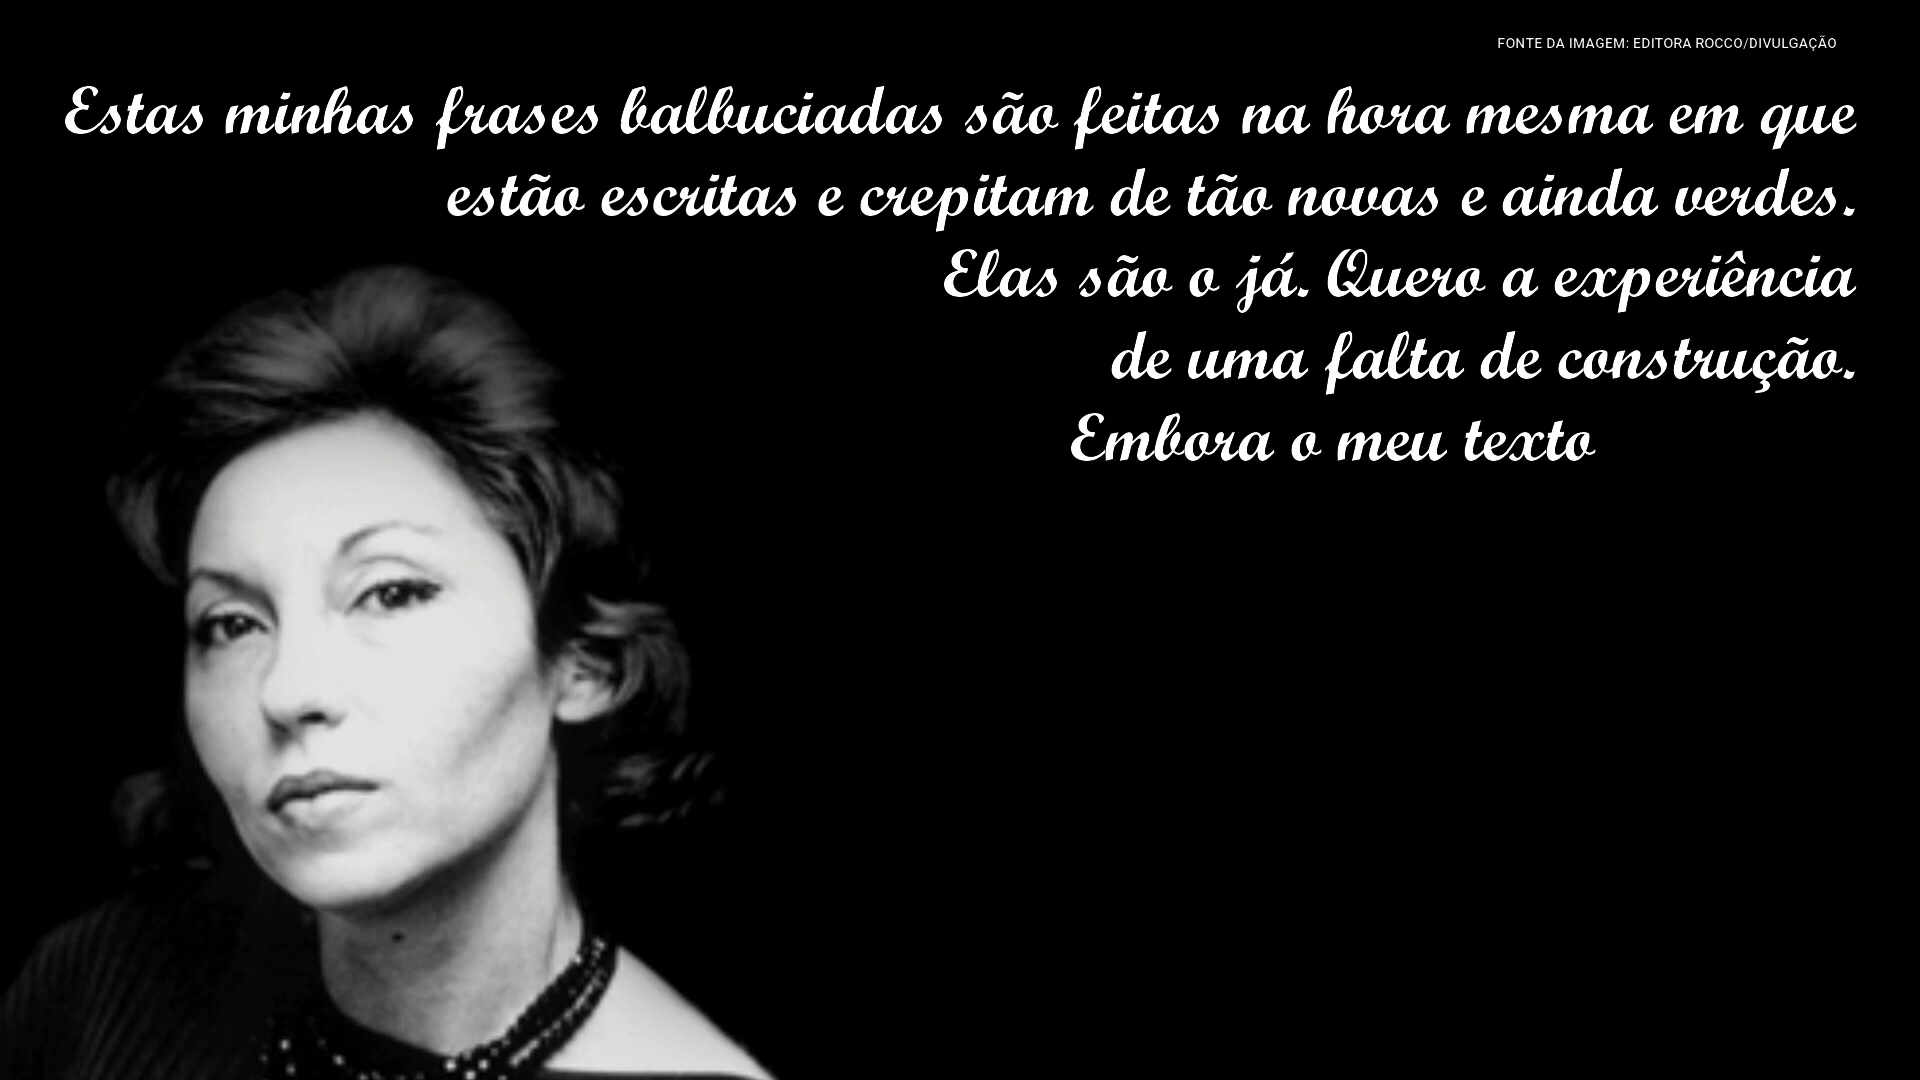 FONTE DA IMAGEM: EDITORA ROCCO/DIVULGAÇÃO
Estas minhas frases balbuciadas são feitas na hora mesma em que
estão escritas e crepitam de tão novas e ainda verdes.
Elas são o já. Quero a experiência
de uma falta de construção.
Embora o meu texto